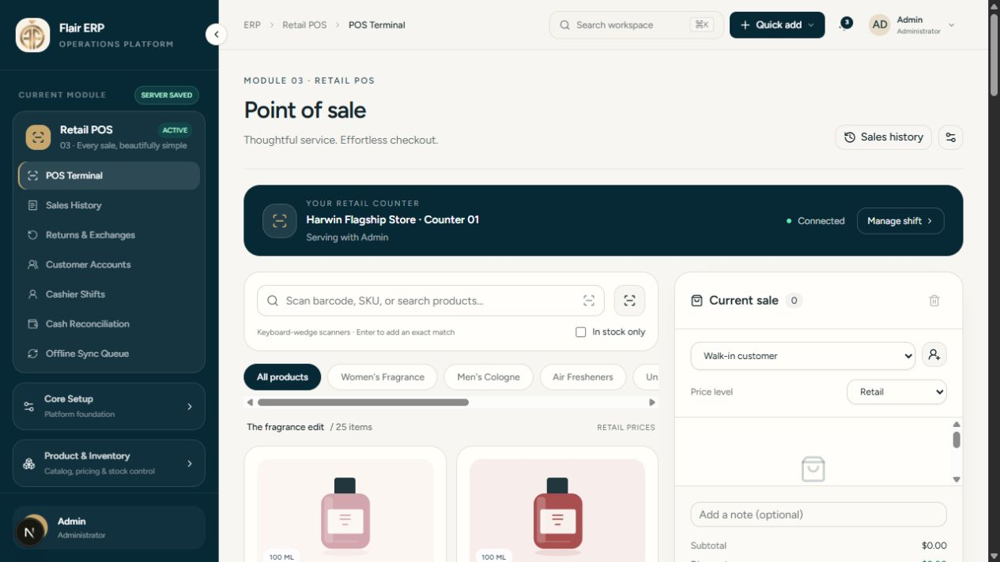 Flair ERP
OPERATIONS PLATFORM
CURRENT MODULE
SERVER SAVED
Retail POS
ACTIVE
03 · Every sale, beautifully simple
POS Terminal
Sales History
Returns & Exchanges
Customer Accounts
Cashier Shifts
Cash Reconciliation
Offline Sync Queue
Core Setup
Platform foundation
Product & Inventory
Catalog, pricing & stock control
N
Admin
Administrator
ERP > Retail POS > POS Terminal
Search workspace
⌘K
+ Quick add
3
AD
Admin
Administrator
MODULE 03 · RETAIL POS
Point of sale
Thoughtful service. Effortless checkout.
Sales history
YOUR RETAIL COUNTER
Harwin Flagship Store · Counter 01
Serving with Admin
Connected
Manage shift >
Scan barcode, SKU, or search products...
Keyboard-wedge scanners · Enter to add an exact match
In stock only
All products
Women's Fragrance
Men's Cologne
Air Fresheners
Un
The fragrance edit / 25 items
RETAIL PRICES
100 ML
100 ML
Current sale 0
Walk-in customer
Price level
Retail
Add a note (optional)
Subtotal
$0.00